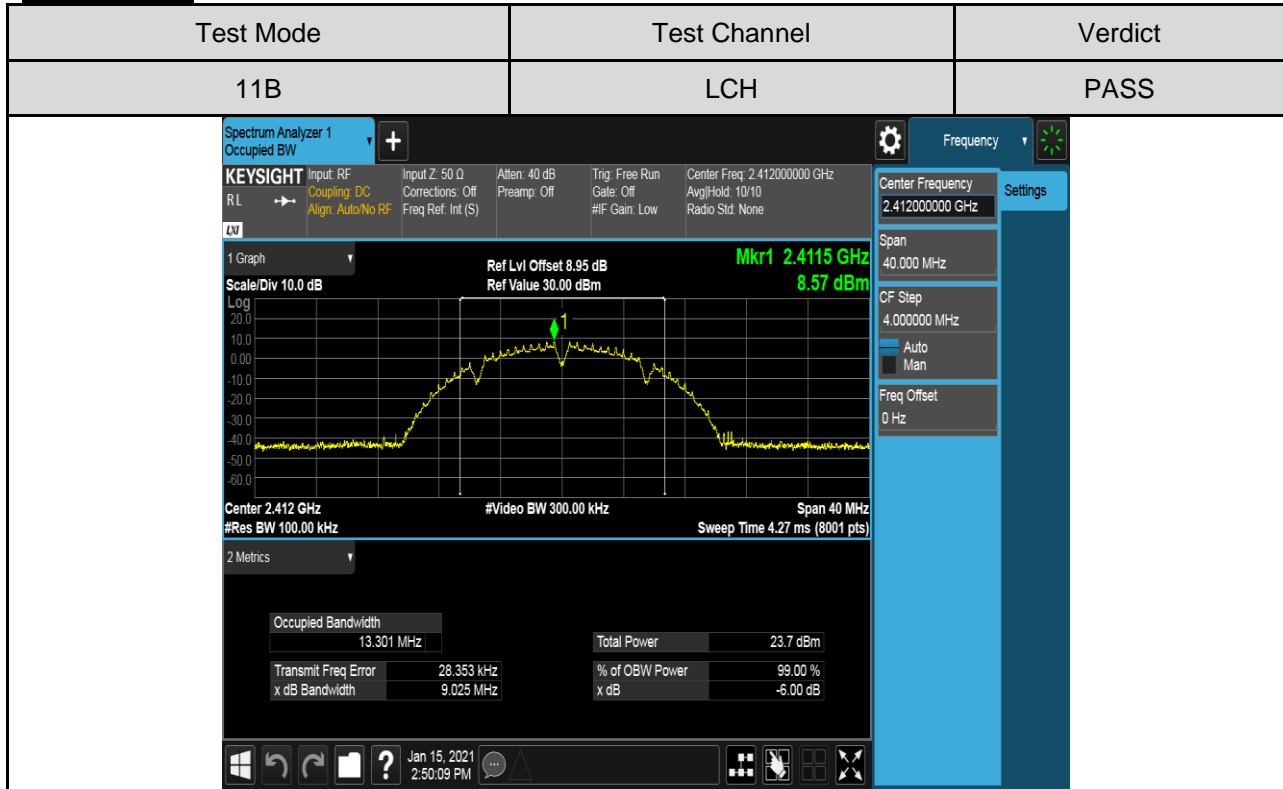 Test Mode Test Channel Verdict
11B LCH PASS
Spectrum Analyzer 1
Occupied BW
+
Frequency
KEYSIGHT Input: RF Input Z: 50 Ω Atten: 40 dB Trig: Free Run Center Freq: 2.412000000 GHz
RL Coupling: DC Corrections: Off Preamp: Off Gate: Off Avg|Hold: 10/10
Align: Auto/No RF Freq Ref: Int (S) #IF Gain: Low Radio Std: None
LXI
Center Frequency
2.412000000 GHz
Settings
Span
40.000 MHz
CF Step
4.000000 MHz
Auto
Man
Freq Offset
0 Hz
1 Graph Ref Lvl Offset 8.95 dB Mkr1 2.4115 GHz
Scale/Div 10.0 dB Ref Value 30.00 dBm 8.57 dBm
Log
20.0
1
10.0
0.00
-10.0
-20.0
-30.0
-40.0
-50.0
-60.0
Center 2.412 GHz #Video BW 300.00 kHz Span 40 MHz
#Res BW 100.00 kHz Sweep Time 4.27 ms (8001 pts)
2 Metrics
Occupied Bandwidth
13.301 MHz Total Power 23.7 dBm
Transmit Freq Error 28.353 kHz % of OBW Power 99.00 %
x dB Bandwidth 9.025 MHz x dB -6.00 dB
? Jan 15, 2021
2:50:09 PM